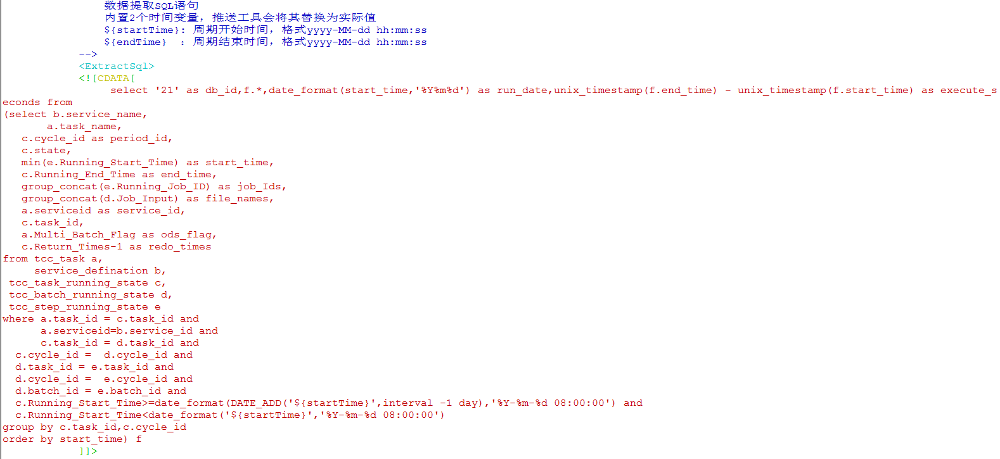 数据提取SQL语句
内置2个时间变量，推送工具会将其替换为实际值
${startTime}: 周期开始时间，格式yyyy-MM-dd hh:mm:ss
${endTime}  : 周期结束时间，格式yyyy-MM-dd hh:mm:ss
-->
<ExtractSql>
<![CDATA[
select '21' as db_id,f.*,date_format(start_time,'%Y%m%d') as run_date,unix_timestamp(f.end_time) - unix_timestamp(f.start_time) as execute_s
econds from
(select b.service_name,
a.task_name,
c.cycle_id as period_id,
c.state,
min(e.Running_Start_Time) as start_time,
c.Running_End_Time as end_time,
group_concat(e.Running_Job_ID) as job_Ids,
group_concat(d.Job_Input) as file_names,
a.serviceid as service_id,
c.task_id,
a.Multi_Batch_Flag as ods_flag,
c.Return_Times-1 as redo_times
from tcc_task a,
service_defination b,
tcc_task_running_state c,
tcc_batch_running_state d,
tcc_step_running_state e
where a.task_id = c.task_id and
a.serviceid=b.service_id and
c.task_id = d.task_id and
c.cycle_id =  d.cycle_id and
d.task_id = e.task_id and
d.cycle_id =  e.cycle_id and
d.batch_id = e.batch_id and
c.Running_Start_Time>=date_format(DATE_ADD('${startTime}',interval -1 day),'%Y-%m-%d 08:00:00') and
c.Running_Start_Time<date_format('${startTime}','%Y-%m-%d 08:00:00')
group by c.task_id,c.cycle_id
order by start_time) f
]]>